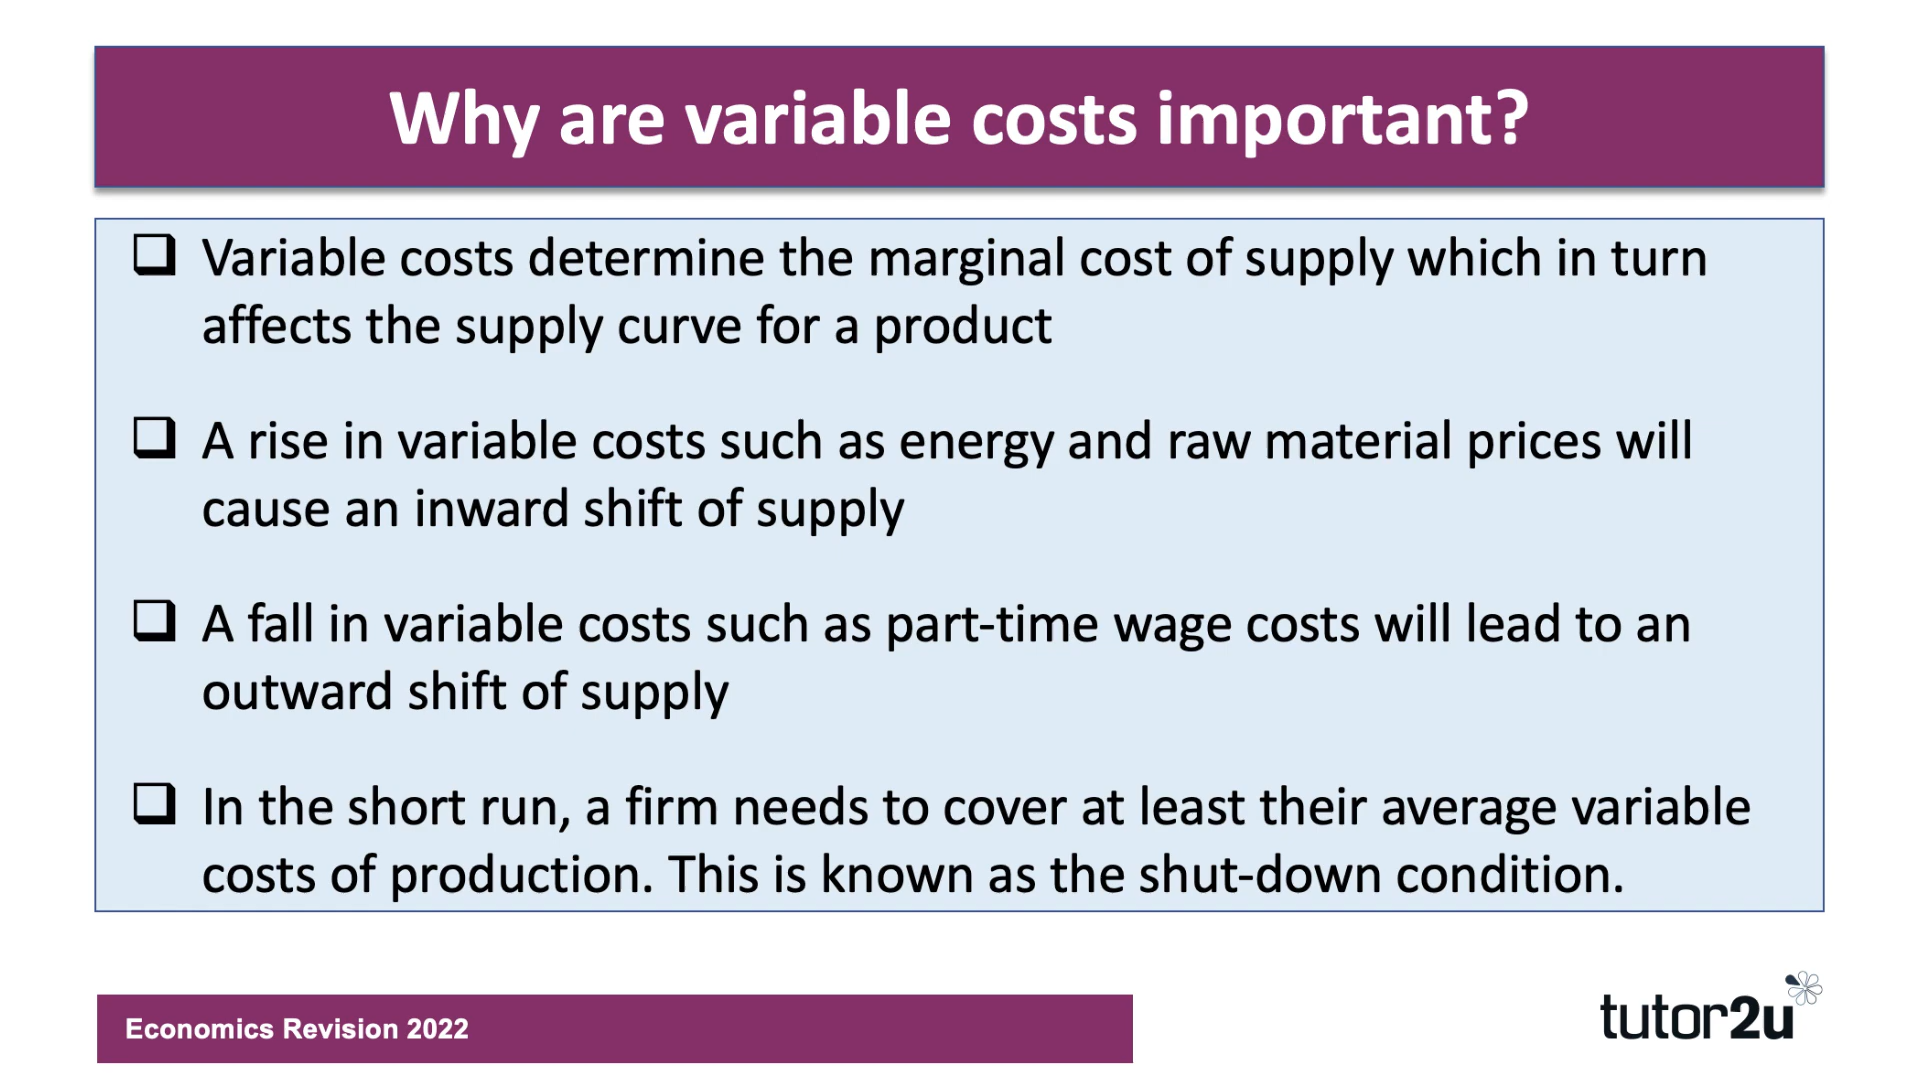 Why are variable costs important?
Variable costs determine the marginal cost of supply which in turn
affects the supply curve for a product
A rise in variable costs such as energy and raw material prices will
cause an inward shift of supply
A fall in variable costs such as part-time wage costs will lead to an
outward shift of supply
In the short run, a firm needs to cover at least their average variable
costs of production. This is known as the shut-down condition.
Economics Revision 2022
tutor2u